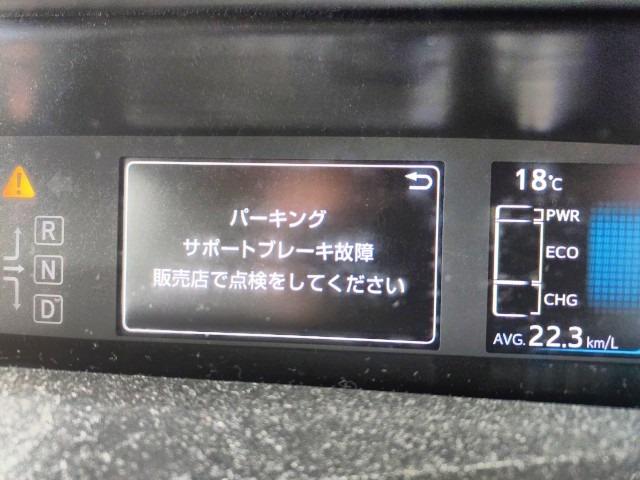 パーキング
サポートブレーキ故障
販売店で点検をしてください
18℃
PWR
ECO
CHG
AVG. 22.3 km/L
R
N
D